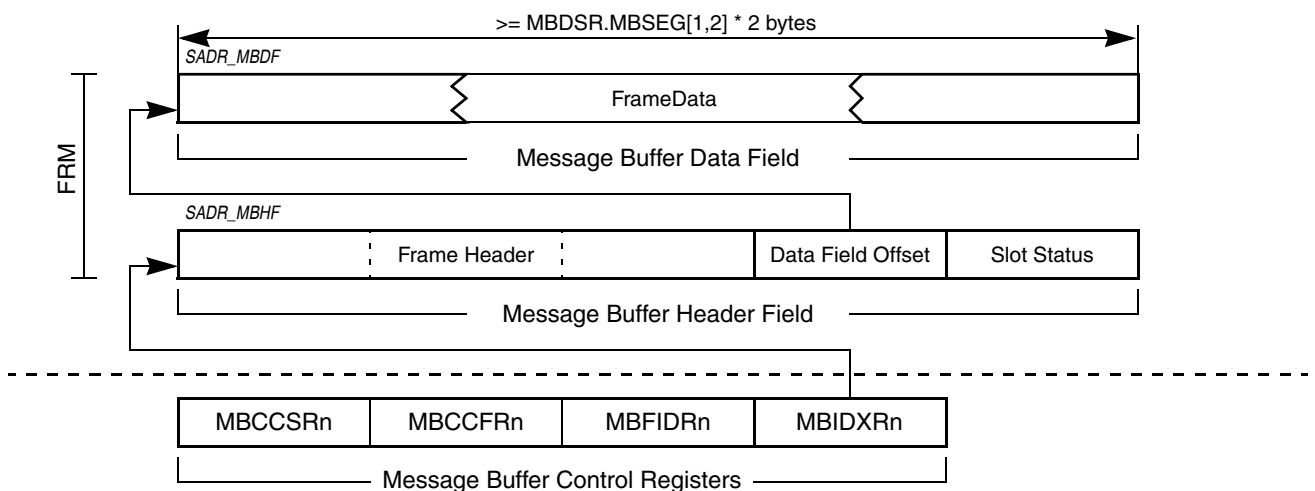 >= MBDSR.MBSEG[1,2] * 2 bytes
SADR_MBDF
FrameData
Message Buffer Data Field
FRM
SADR_MBHF
Frame Header Data Field Offset Slot Status
Message Buffer Header Field
MBCCSRn MBCCFRn MBFIDRn MBIDXRn
Message Buffer Control Registers